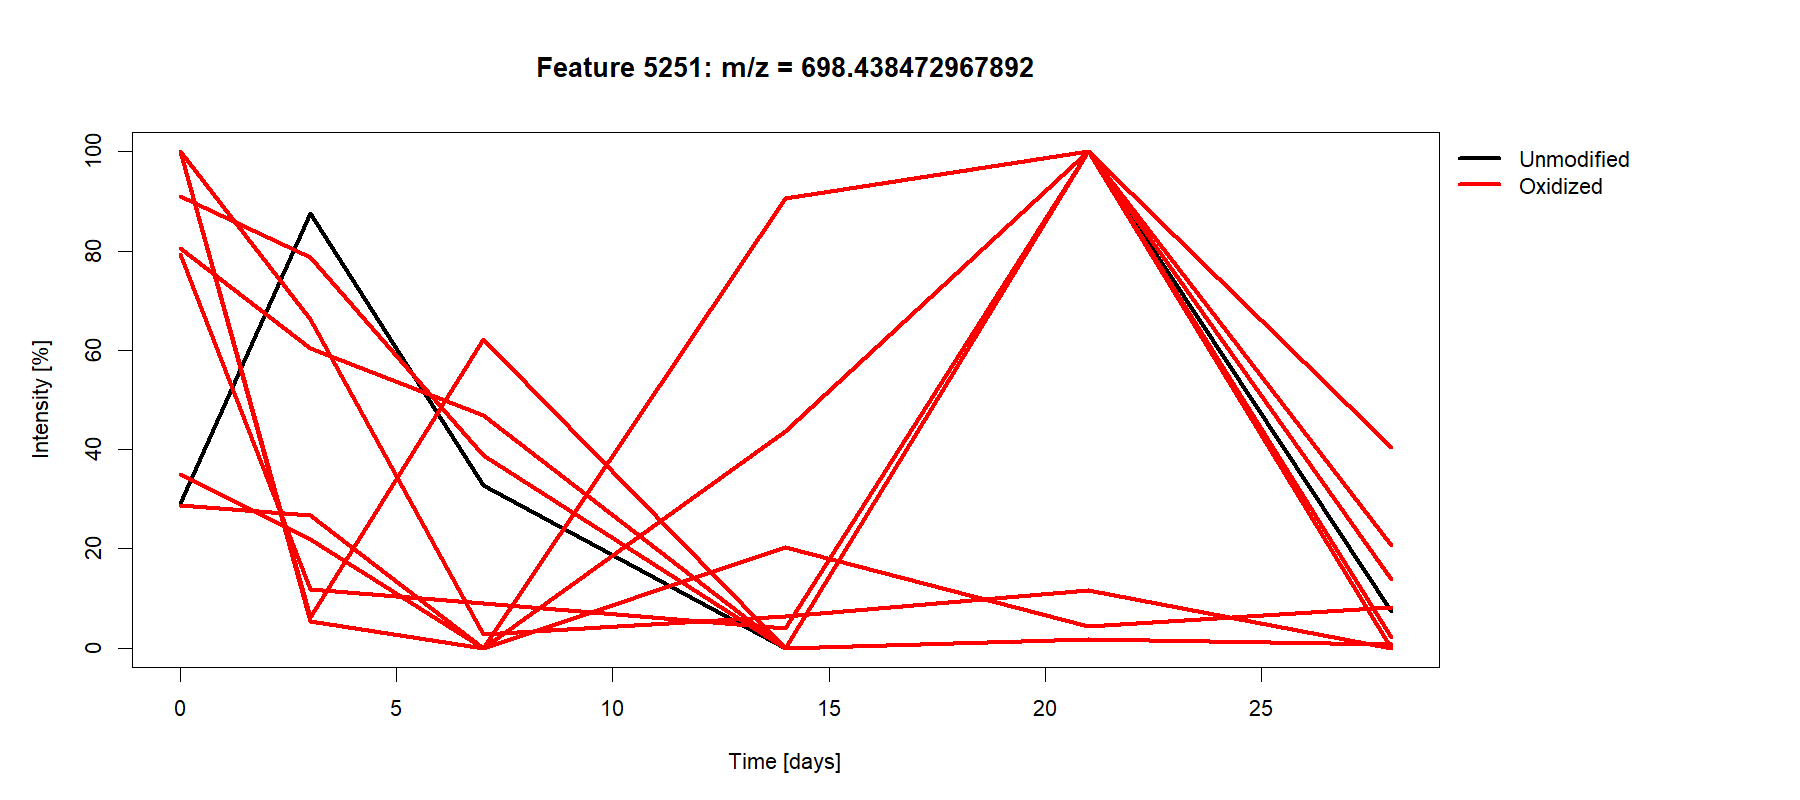 Feature 5251: m/z = 698.438472967892
Unmodified
Oxidized
Intensity [%]
100
80
60
40
20
0
0 5 10 15 20 25
Time [days]